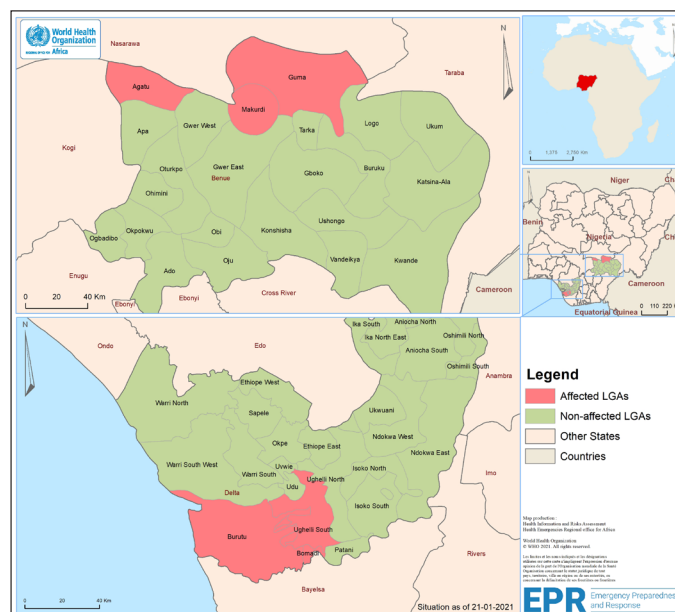 World Health
Organization
Africa
N
Nasarawa
Taraba
Guma
Agatu
Makurdi
Logo
Ukum
Apa
Gwer West
Tarka
Kogi
Gwer East
Oturkpo
Benue
Gboko
Buruku
Katsina-Ala
Ohimini
Ushongo
Okpokwu
Obi
Konshisha
Ogbadibo
Oju
Vandeikya
Kwande
Ado
Enugu
Ebonyi
Ebonyi
Cross River
Cameroon
0 20 40 Km
N
Ondo
Edo
Ika South
Aniocha North
Ika North East
Oshimili North
Aniocha South
Oshimili South
Anambra
Ethiope West
Warri North
Sapele
Ukwuani
Ndokwa West
Okpe
Ethiope East
Ndokwa East
Uvwie
Warri South West
Warri South
Isoko North
Ughelli North
Udu
Delta
Isoko South
Ughelli South
Burutu
Bomadi
Patani
Imo
Rivers
Bayelsa
0 20 40 Km
Situation as of 21-01-2021
Niger
Benin
Nigeria
Cameroon
Equatorial Guinea
0 110 220
Legend
Affected LGAs
Non-affected LGAs
Other States
Countries
Map production:
Health Information and Risks Assessment
Health Emergencies Regional office for Africa
World Health Organization
© WHO 2021. All rights reserved.
EPR
Emergency Preparedness
and Response